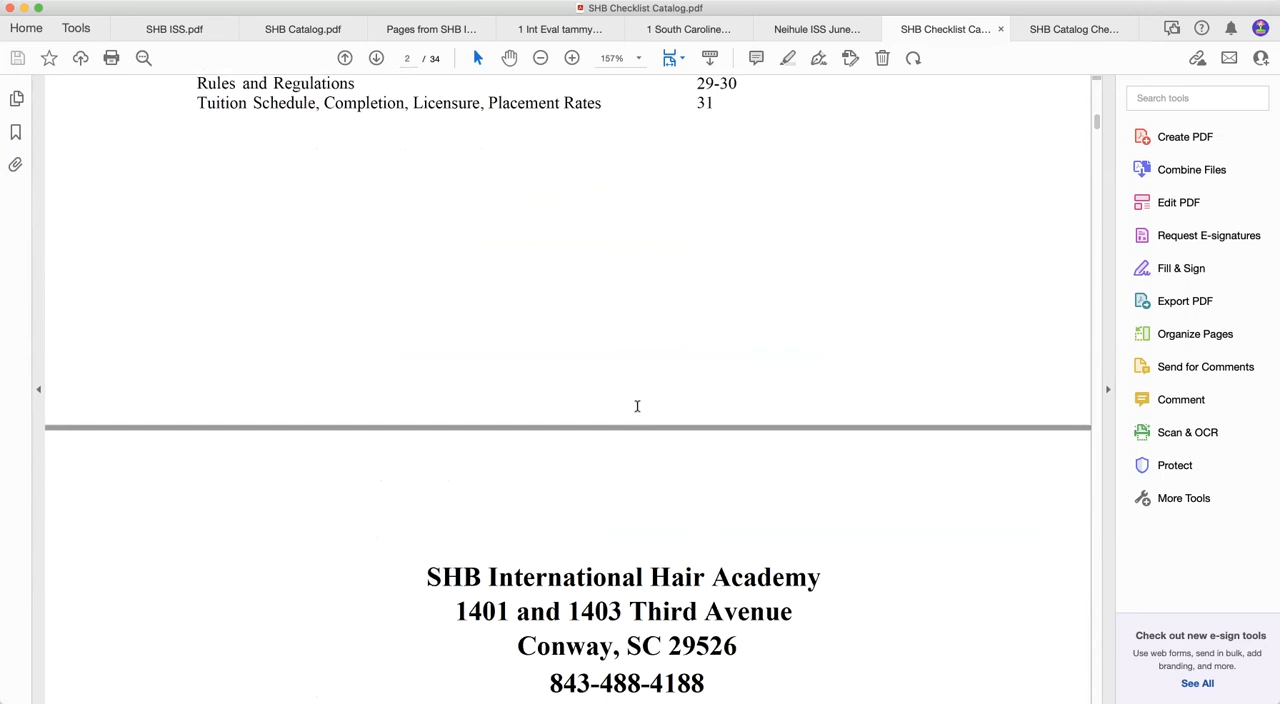 SHB Checklist Catalog.pdf
Home Tools SHB ISS.pdf SHB Catalog.pdf Pages from SHB I... 1 Int Eval tammy... 1 South Caroline... Neihule ISS June... SHB Checklist Ca... × SHB Catalog Che...
2 / 34 157%
Rules and Regulations 29-30
Tuition Schedule, Completion, Licensure, Placement Rates 31
SHB International Hair Academy
1401 and 1403 Third Avenue
Conway, SC 29526
843-488-4188
Search tools
Create PDF
Combine Files
Edit PDF
Request E-signatures
Fill & Sign
Export PDF
Organize Pages
Send for Comments
Comment
Scan & OCR
Protect
More Tools
Check out new e-sign tools
Use web forms, send in bulk, add
branding, and more.
See All